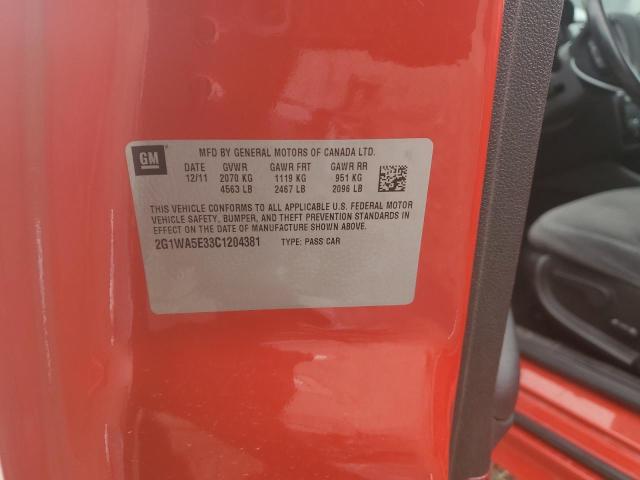 GM
MFD BY GENERAL MOTORS OF CANADA LTD.
DATE GVWR GAWR FRT GAWR RR
12/11 2070 KG 1119 KG 951 KG
4563 LB 2467 LB 2096 LB
THIS VEHICLE CONFORMS TO ALL APPLICABLE U.S. FEDERAL MOTOR
VEHICLE SAFETY, BUMPER, AND THEFT PREVENTION STANDARDS IN
EFFECT ON THE DATE OF MANUFACTURE SHOWN ABOVE.
2G1WA5E33C1204381 TYPE: PASS CAR